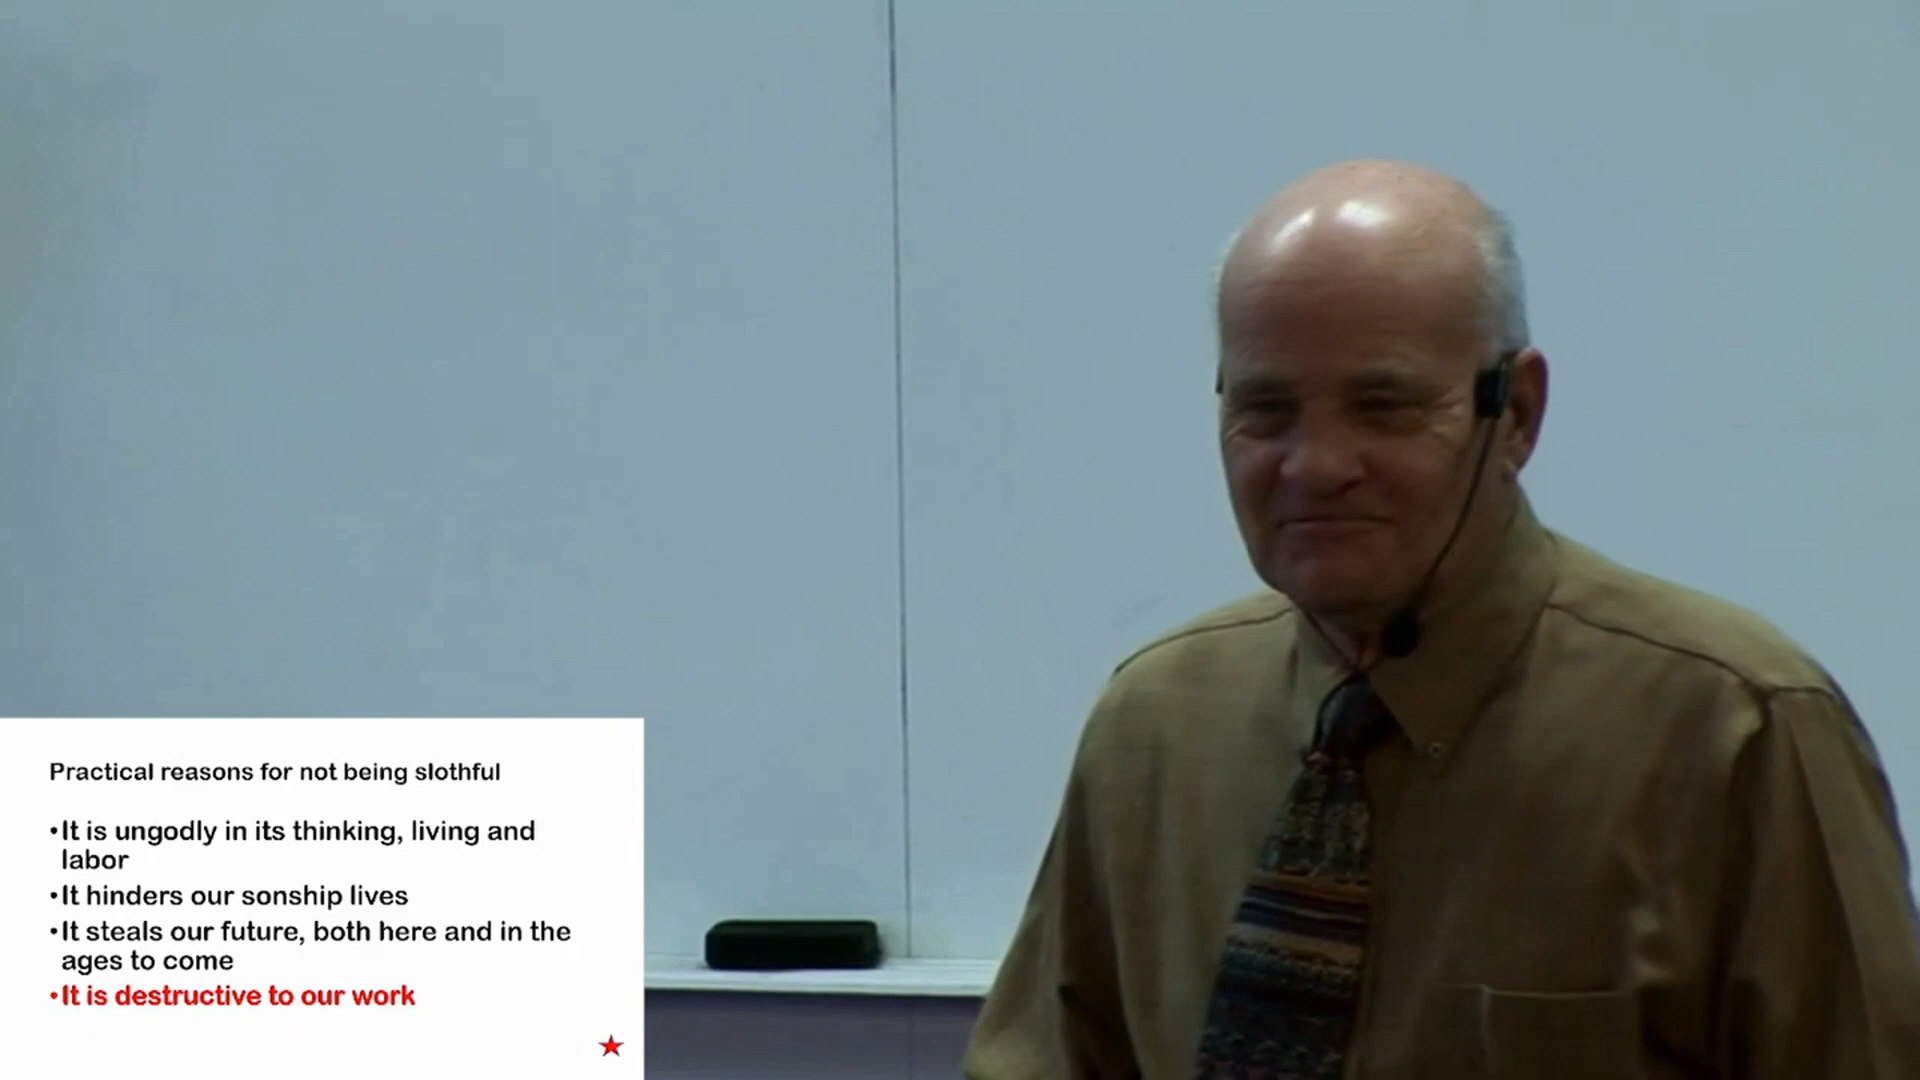 Practical reasons for not being slothful
•It is ungodly in its thinking, living and
labor
•It hinders our sonship lives
•It steals our future, both here and in the
ages to come
•It is destructive to our work